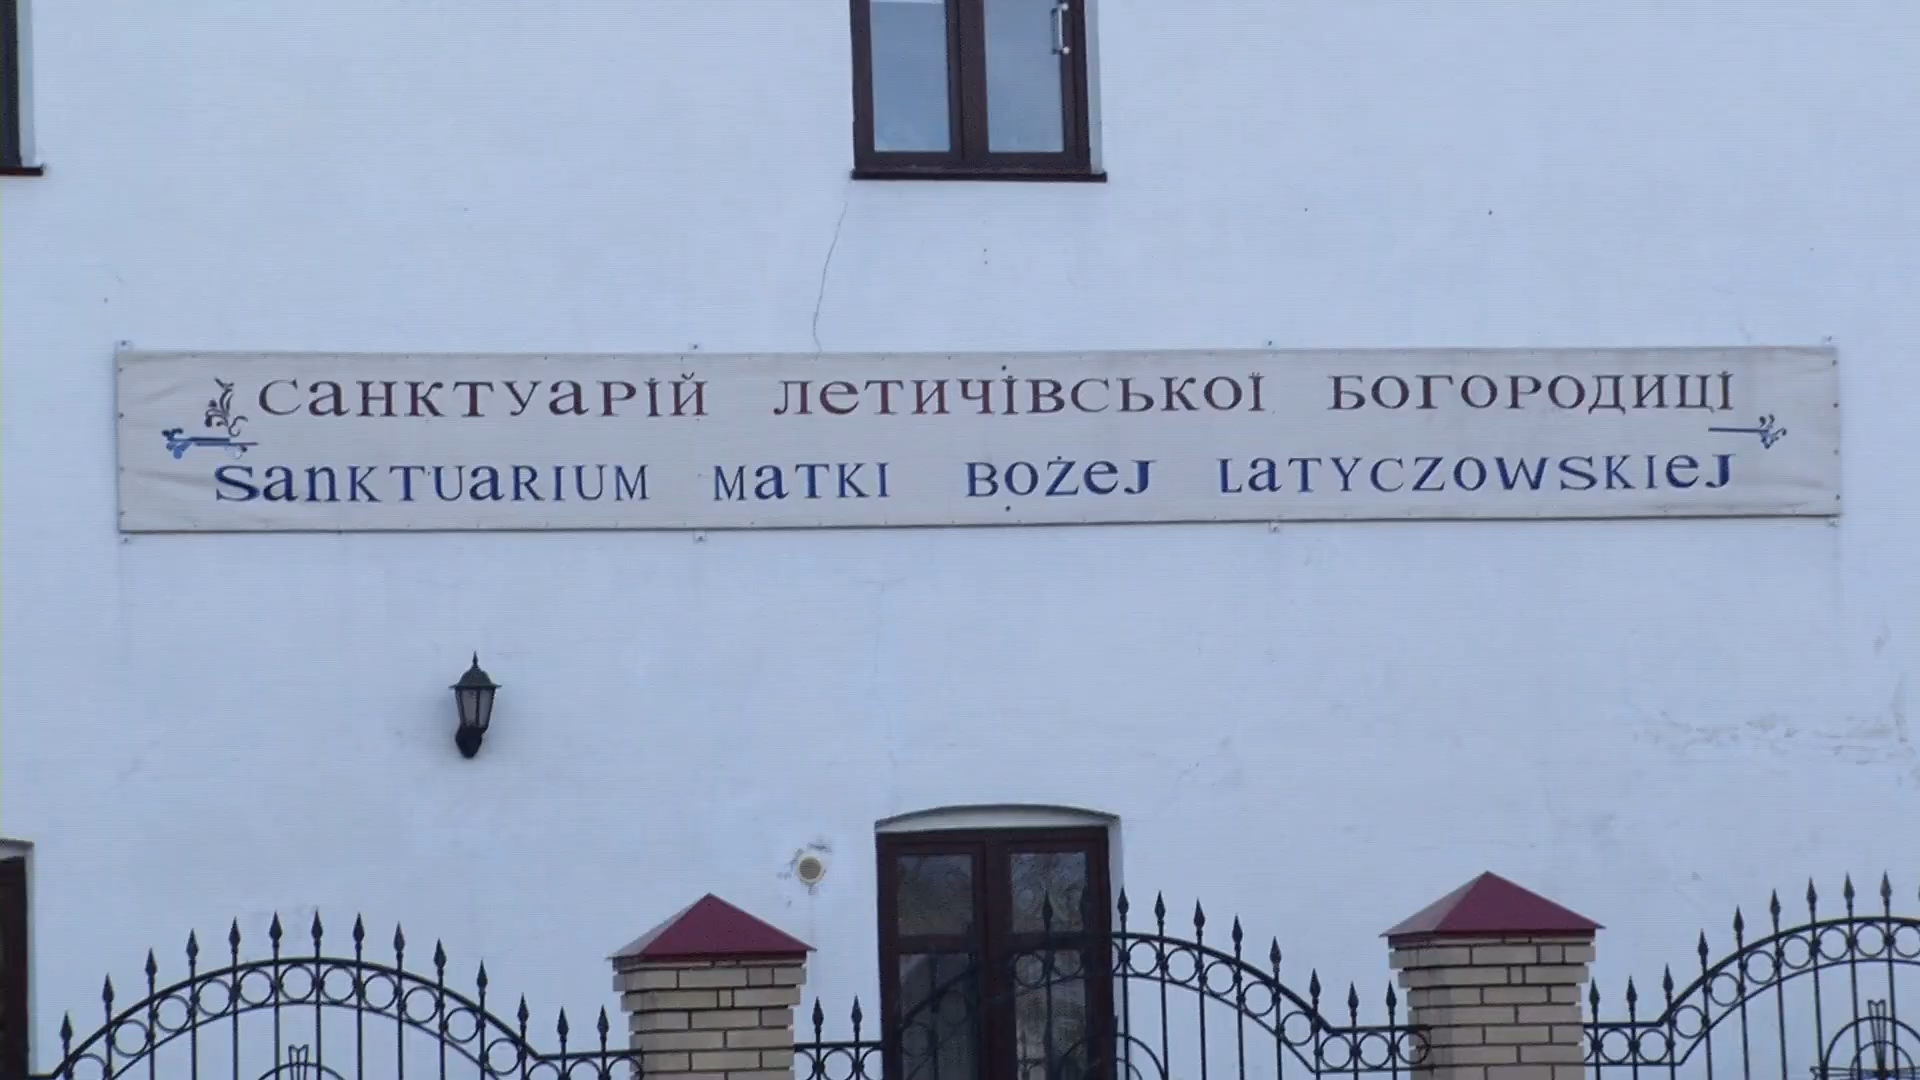 Санктуарій Летичівської Богородиці
Sanktuarium Matki Bożej Latyczowskiej